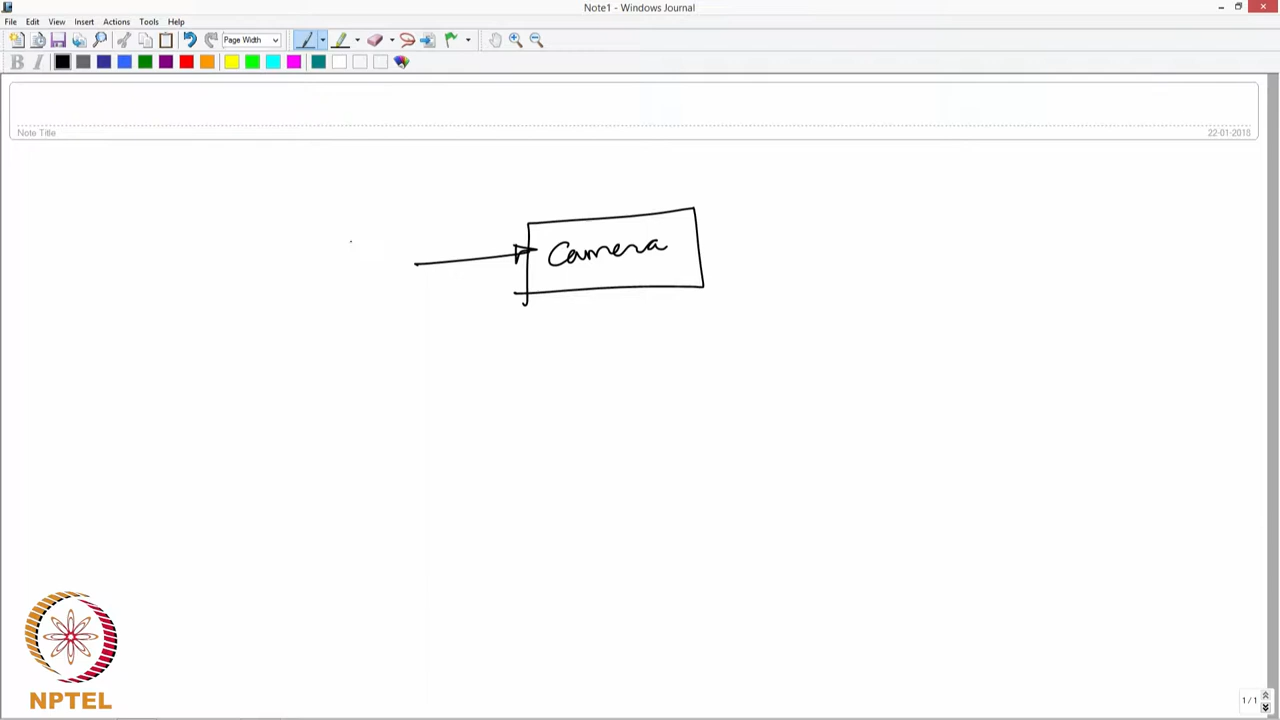 Note1 - Windows Journal
File Edit View Insert Actions Tools Help
Page Width
B I
Note Title
22-01-2018
Camera
NPTEL
1/1